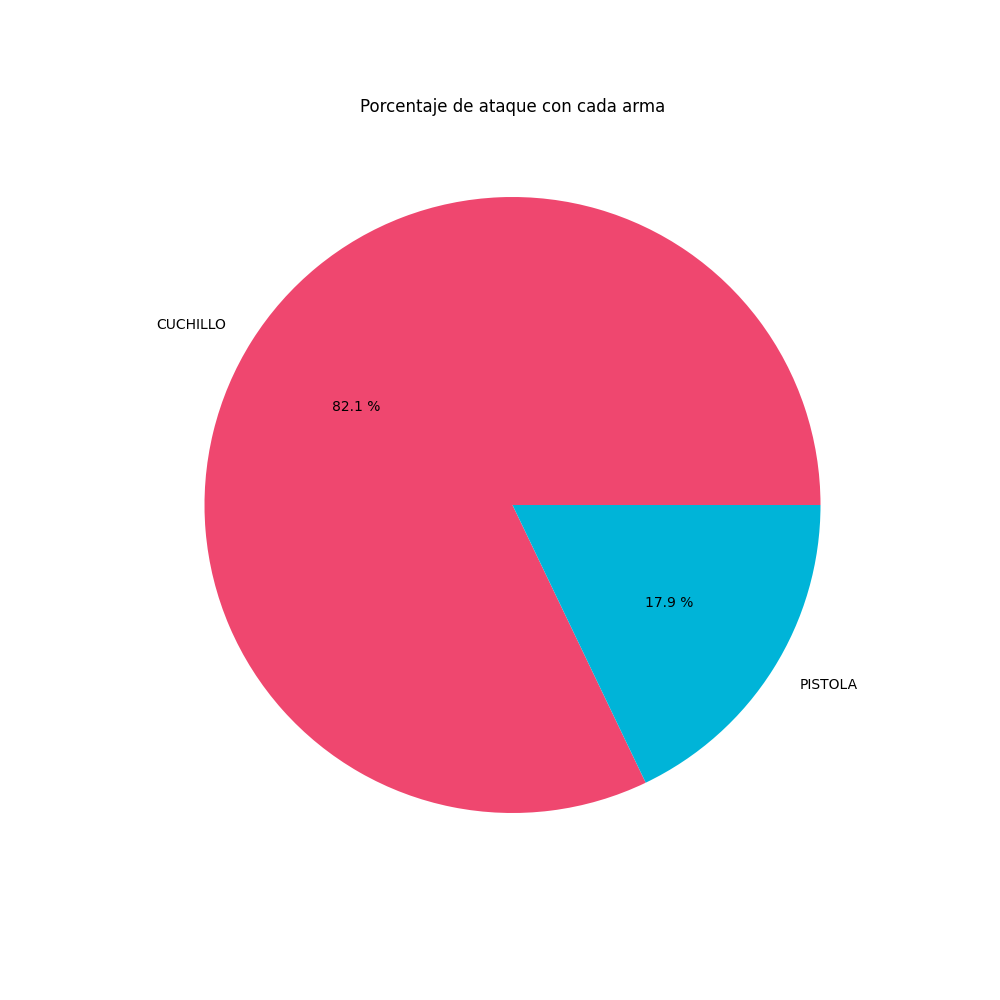 Porcentaje de ataque con cada arma
CUCHILLO
82.1 %
17.9 %
PISTOLA